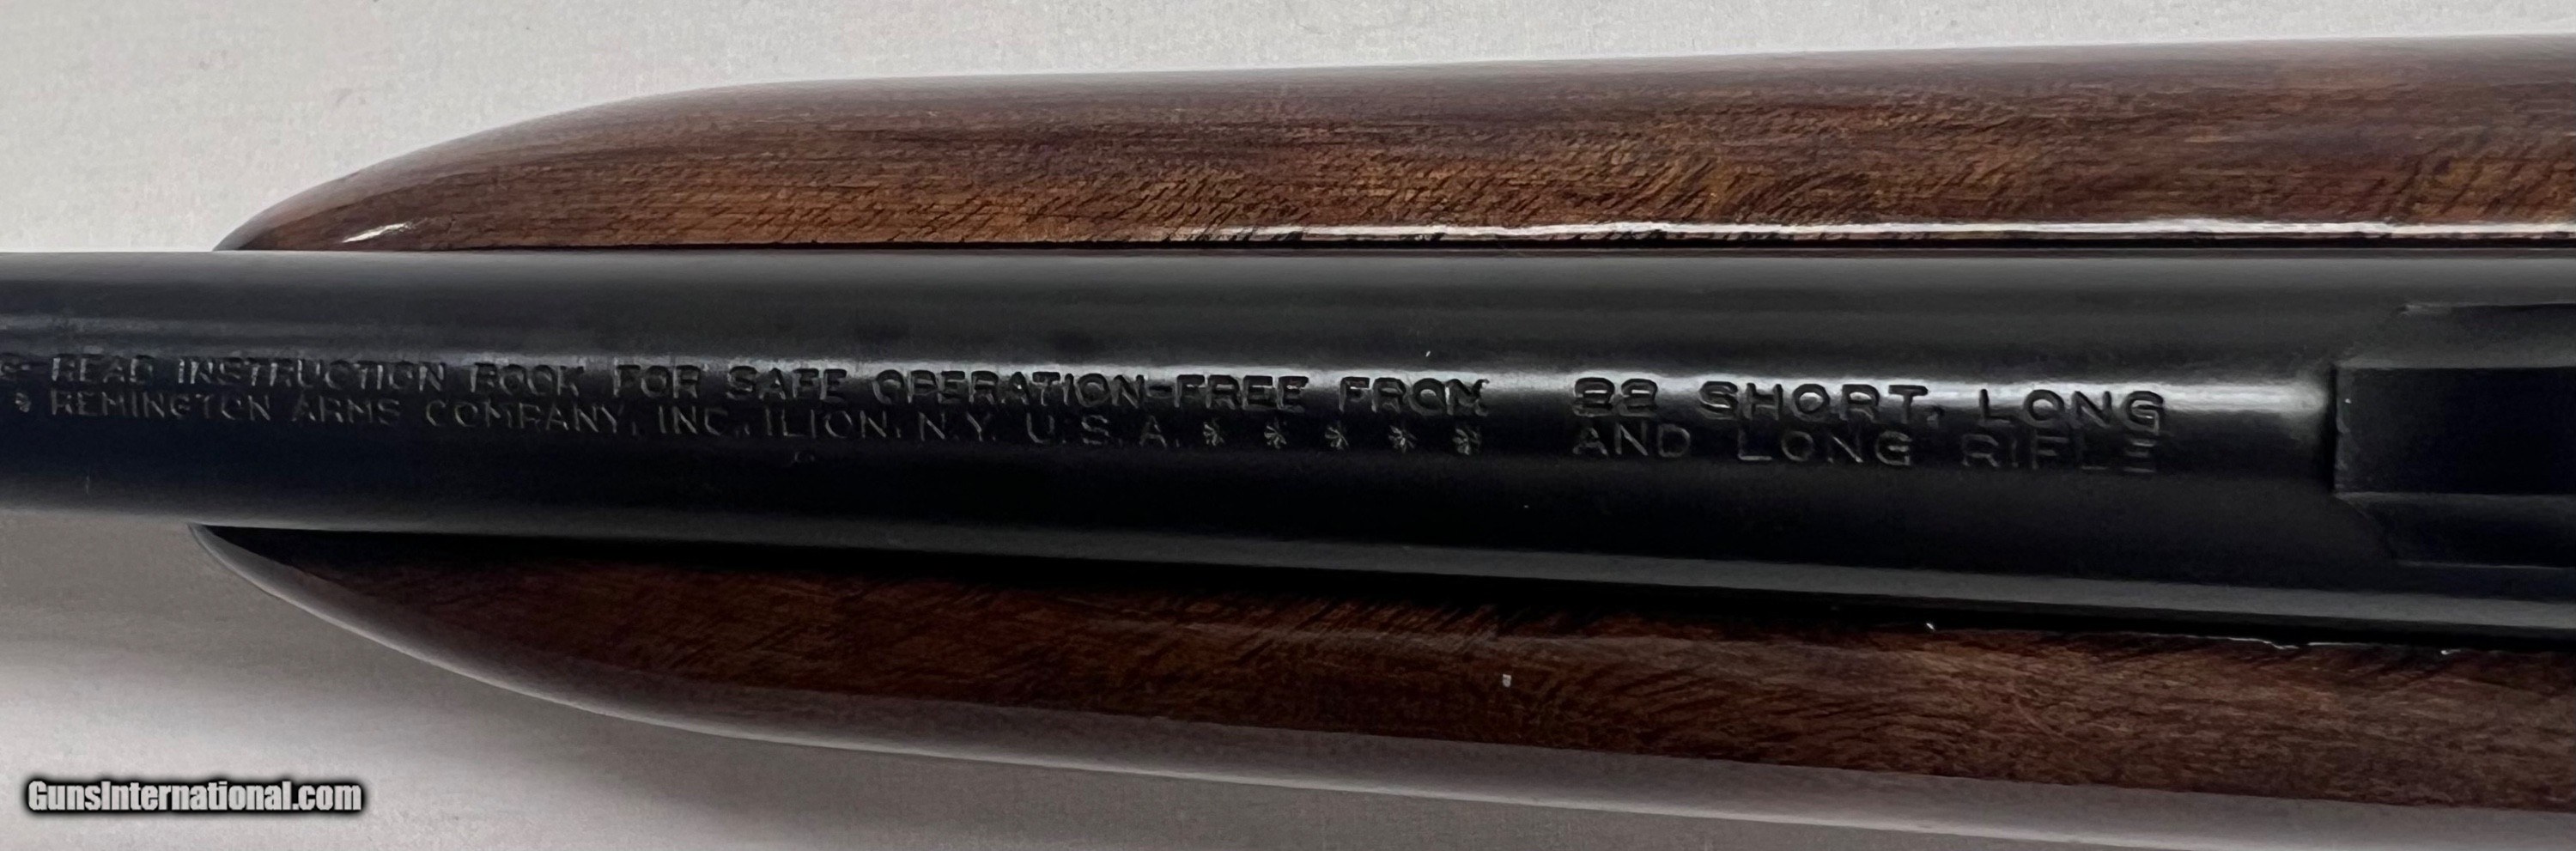 READ INSTRUCTION BOOK FOR SAFE OPERATION-FREE FROM
REMINGTON ARMS COMPANY, INC., ILION, N.Y. U.S.A. * * * * *
22 SHORT, LONG
AND LONG RIFLE
GunsInternational.com